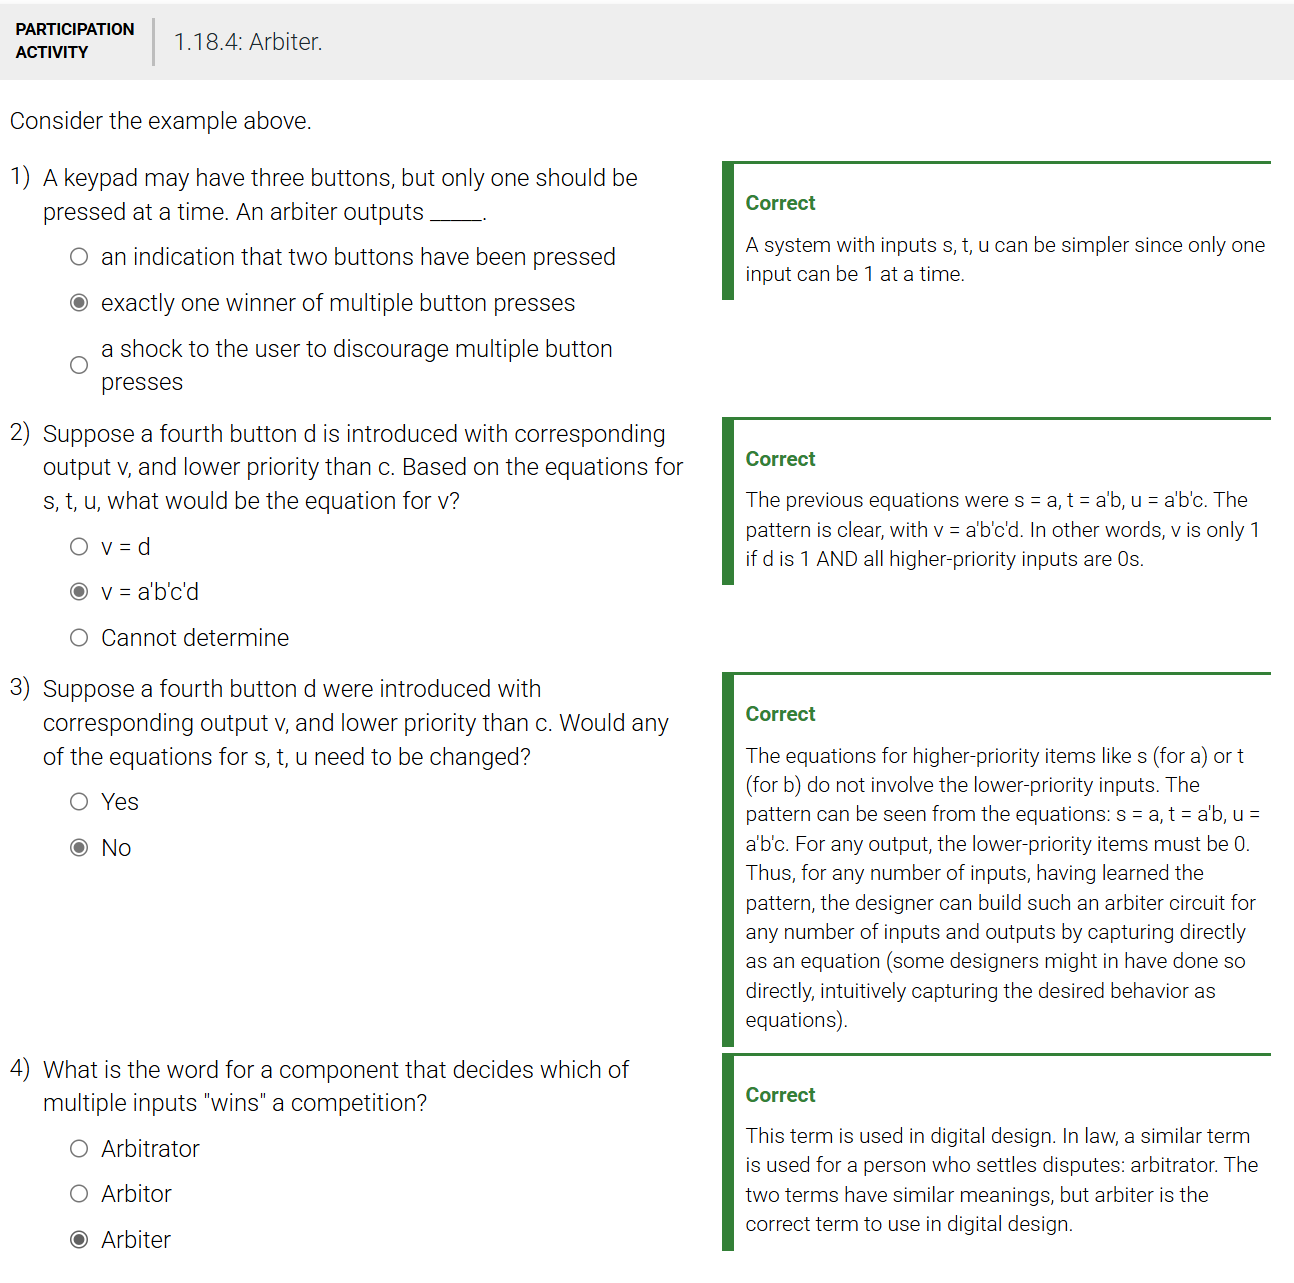 PARTICIPATION
ACTIVITY
1.18.4: Arbiter.
Consider the example above.
1) A keypad may have three buttons, but only one should be
pressed at a time. An arbiter outputs _____.
an indication that two buttons have been pressed
exactly one winner of multiple button presses
a shock to the user to discourage multiple button
presses
Correct
A system with inputs s, t, u can be simpler since only one
input can be 1 at a time.
2) Suppose a fourth button d is introduced with corresponding
output v, and lower priority than c. Based on the equations for
s, t, u, what would be the equation for v?
v = d
v = a'b'c'd
Cannot determine
Correct
The previous equations were s = a, t = a'b, u = a'b'c. The
pattern is clear, with v = a'b'c'd. In other words, v is only 1
if d is 1 AND all higher-priority inputs are 0s.
3) Suppose a fourth button d were introduced with
corresponding output v, and lower priority than c. Would any
of the equations for s, t, u need to be changed?
Yes
No
Correct
The equations for higher-priority items like s (for a) or t
(for b) do not involve the lower-priority inputs. The
pattern can be seen from the equations: s = a, t = a'b, u =
a'b'c. For any output, the lower-priority items must be 0.
Thus, for any number of inputs, having learned the
pattern, the designer can build such an arbiter circuit for
any number of inputs and outputs by capturing directly
as an equation (some designers might in have done so
directly, intuitively capturing the desired behavior as
equations).
4) What is the word for a component that decides which of
multiple inputs "wins" a competition?
Arbitrator
Arbitor
Arbiter
Correct
This term is used in digital design. In law, a similar term
is used for a person who settles disputes: arbitrator. The
two terms have similar meanings, but arbiter is the
correct term to use in digital design.